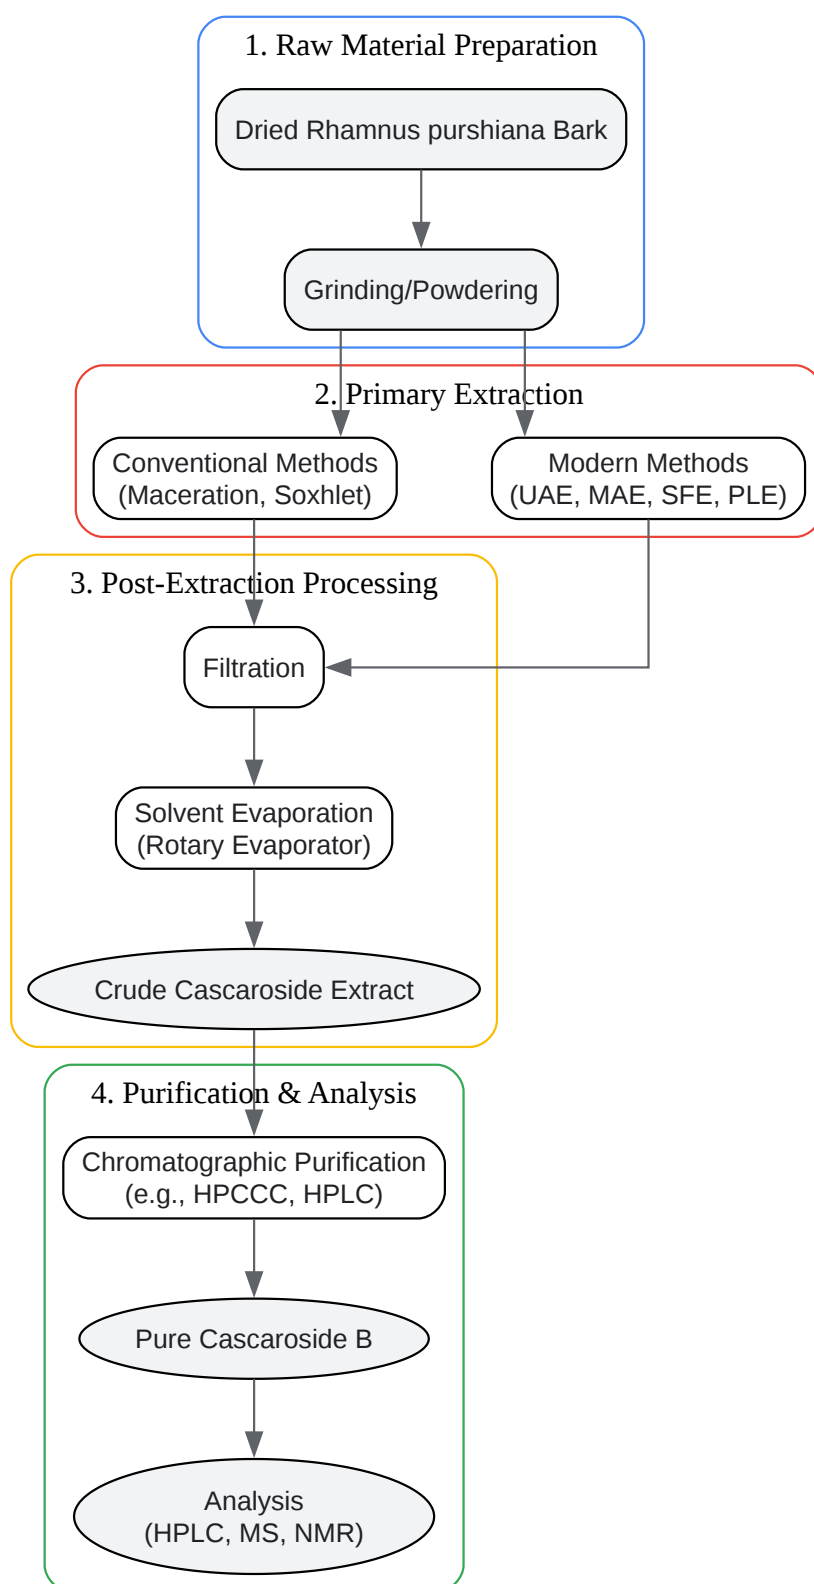 1. Raw Material Preparation
Dried Rhamnus purshiana Bark
Grinding/Powdering
2. Primary Extraction
Conventional Methods
(Maceration, Soxhlet)
Modern Methods
(UAE, MAE, SFE, PLE)
3. Post-Extraction Processing
Filtration
Solvent Evaporation
(Rotary Evaporator)
Crude Cascaroside Extract
4. Purification & Analysis
Chromatographic Purification
(e.g., HPCCC, HPLC)
Pure Cascaroside B
Analysis
(HPLC, MS, NMR)